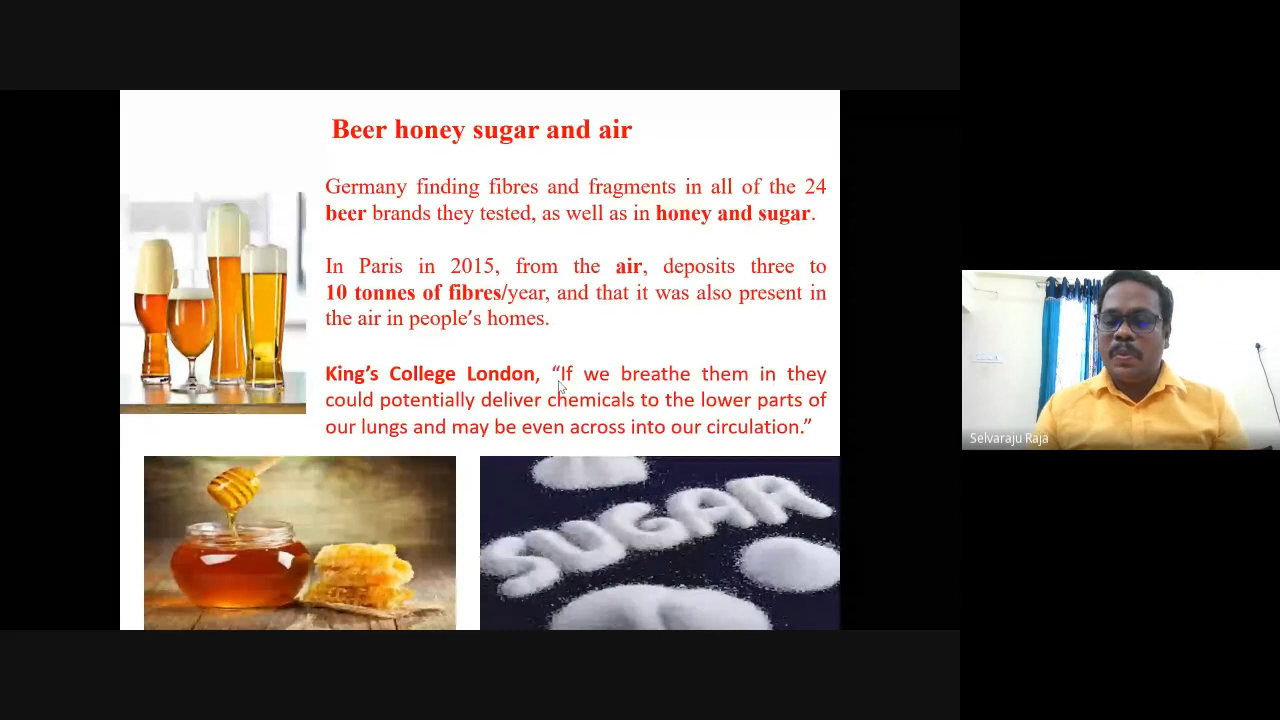 Beer honey sugar and air
Germany finding fibres and fragments in all of the 24
beer brands they tested, as well as in honey and sugar.
In Paris in 2015, from the air, deposits three to
10 tonnes of fibres/year, and that it was also present in
the air in people’s homes.
King’s College London, “If we breathe them in they
could potentially deliver chemicals to the lower parts of
our lungs and may be even across into our circulation.”
SUGAR
Selvaraju Raja